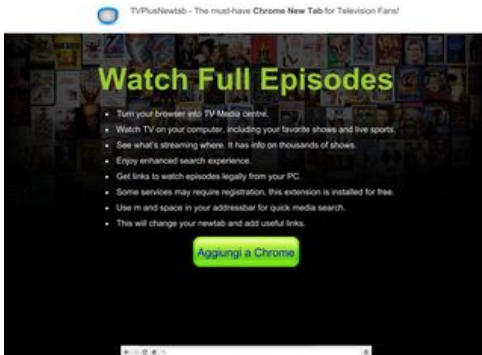 TVPlusNewtab - The must-have Chrome New Tab for Television Fans!
Watch Full Episodes
• Turn your browser into TV Media centre.
• Watch TV on your computer, including your favorite shows and live sports.
• See what's streaming where. It has info on thousands of shows.
• Enjoy enhanced search experience.
• Get links to watch episodes legally from your PC.
• Some services may require registration, this extension is installed for free.
• Use m and space in your addressbar for quick media search.
• This will change your newtab and add useful links.
Aggiungi a Chrome